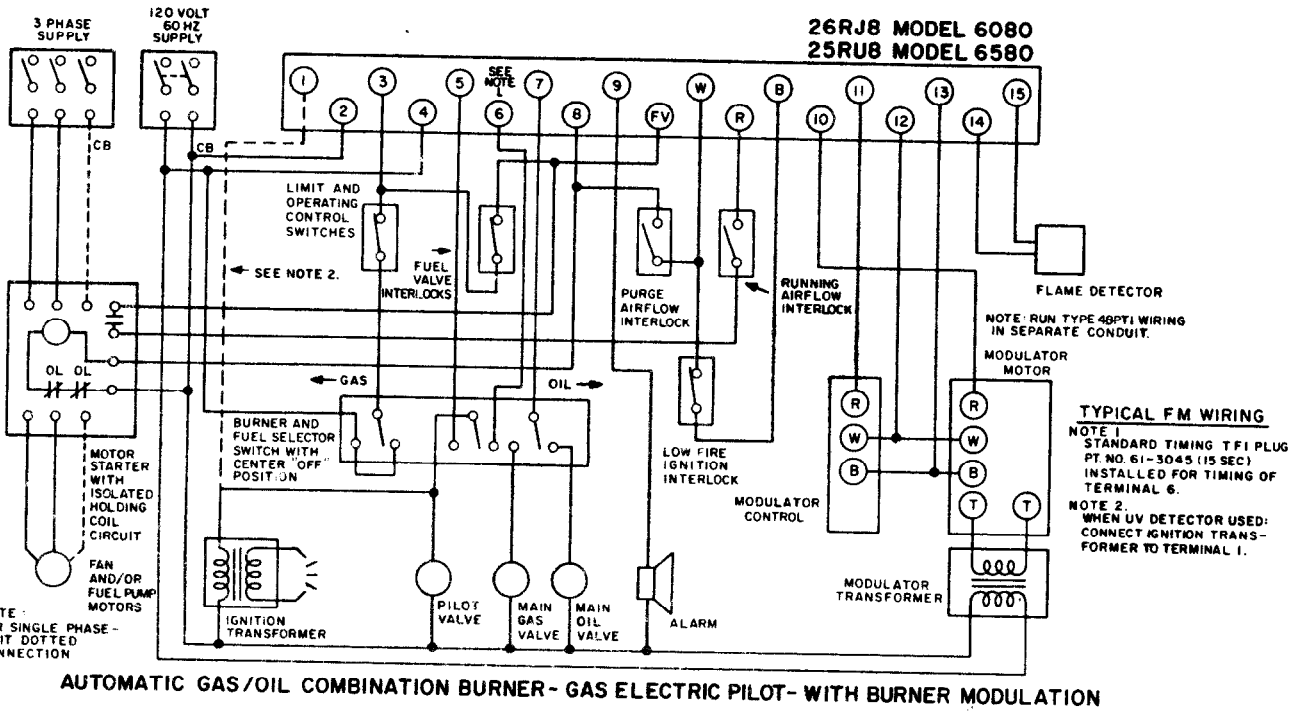 3 PHASE
SUPPLY
120 VOLT
60 HZ
SUPPLY
26RJ8 MODEL 6080
25RU8 MODEL 6580
1
2
3
4
5
SEE
NOTE
1
6
7
8
9
FV
W
R
B
10
11
12
13
14
15
CB
CB
LIMIT AND
OPERATING
CONTROL
SWITCHES
SEE NOTE 2.
FUEL
VALVE
INTERLOCKS
PURGE
AIRFLOW
INTERLOCK
RUNNING
AIRFLOW
INTERLOCK
FLAME DETECTOR
NOTE: RUN TYPE 48PT1 WIRING
IN SEPARATE CONDUIT.
MODULATOR
MOTOR
OL OL
GAS
OIL
BURNER AND
FUEL SELECTOR
SWITCH WITH
CENTER "OFF"
POSITION
LOW FIRE
IGNITION
INTERLOCK
R
W
B
MODULATOR
CONTROL
R
W
B
T
T
TYPICAL FM WIRING
NOTE 1
STANDARD TIMING TF1 PLUG
PT. NO. 61-3045 (15 SEC)
INSTALLED FOR TIMING OF
TERMINAL 6.
NOTE 2.
WHEN UV DETECTOR USED:
CONNECT IGNITION TRANS-
FORMER TO TERMINAL 1.
MOTOR
STARTER
WITH
ISOLATED
HOLDING
COIL
CIRCUIT
FAN
AND/OR
FUEL PUMP
MOTORS
IGNITION
TRANSFORMER
PILOT
VALVE
MAIN
GAS
VALVE
MAIN
OIL
VALVE
ALARM
MODULATOR
TRANSFORMER
TE:
R SINGLE PHASE-
IT DOTTED
NNECTION
AUTOMATIC GAS/OIL COMBINATION BURNER- GAS ELECTRIC PILOT- WITH BURNER MODULATION